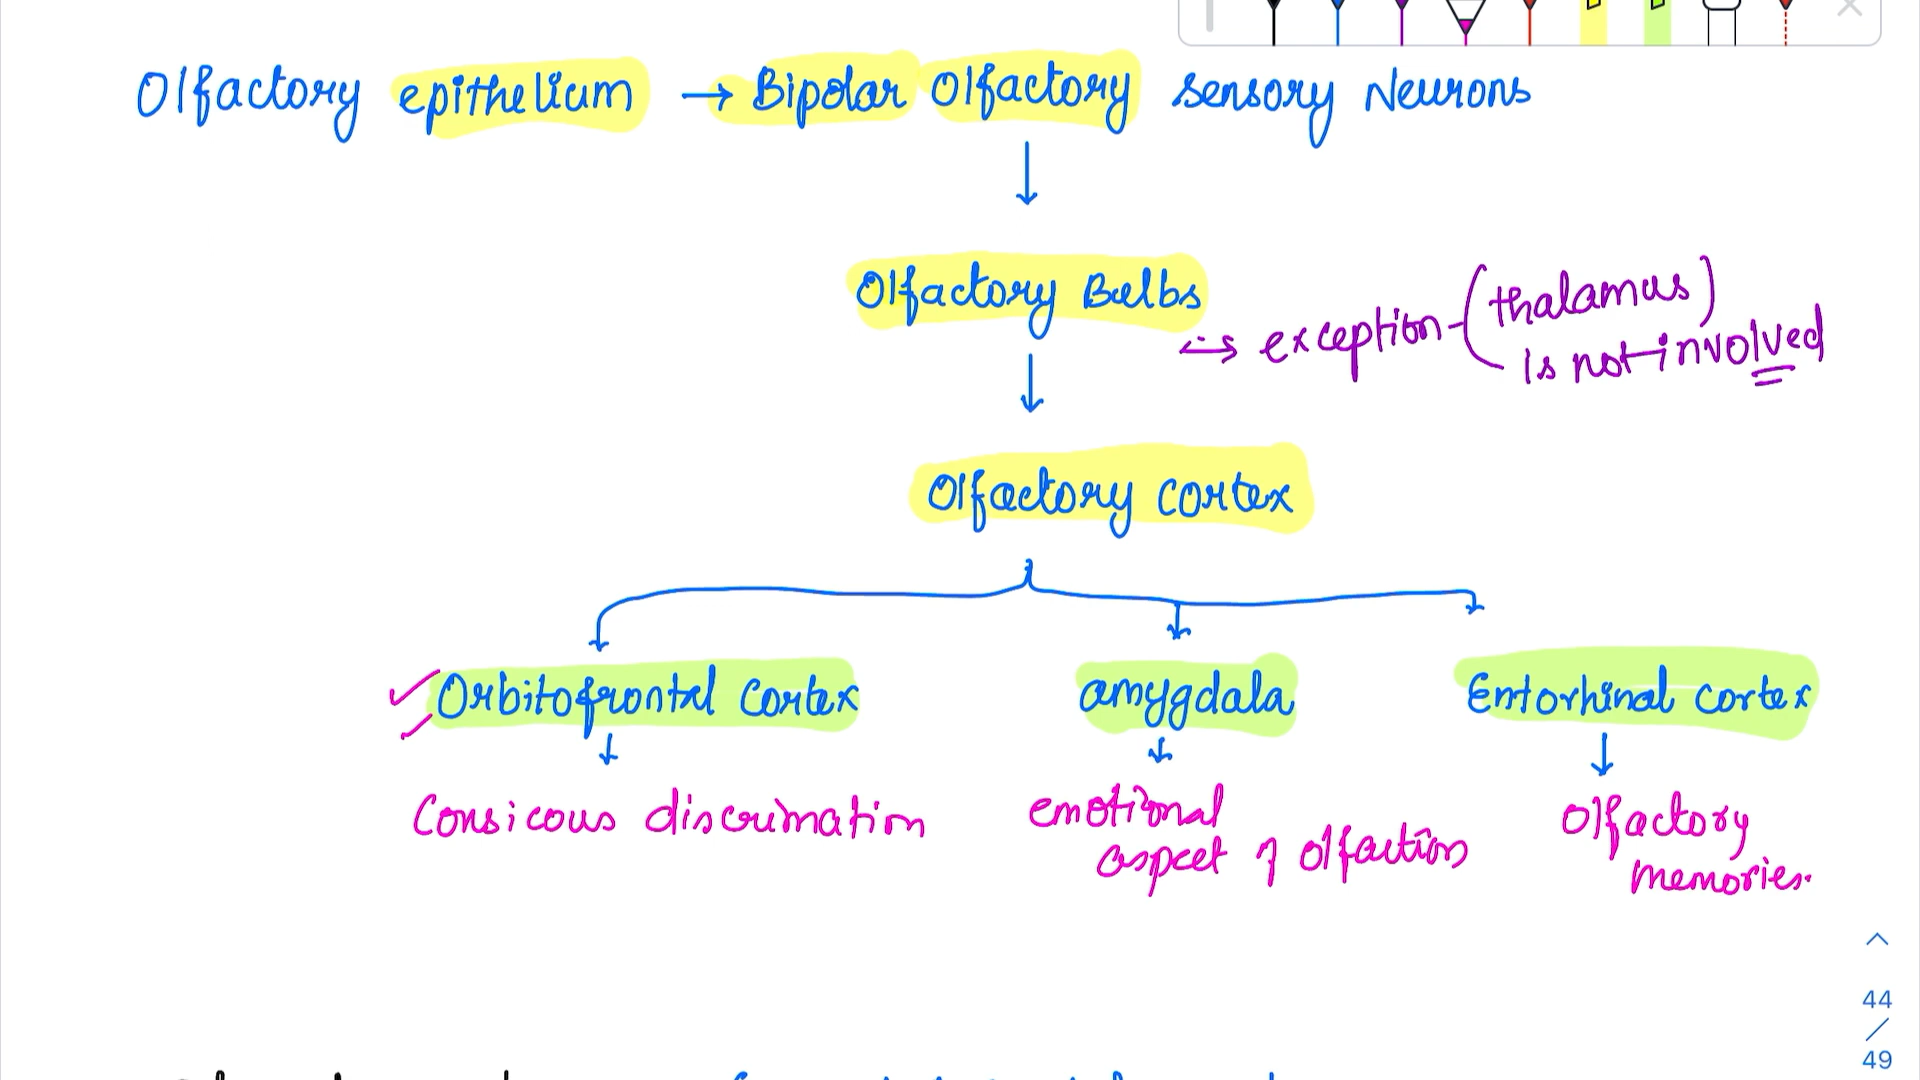 Olfactory epithelium → Bipolar Olfactory sensory Neurons
Olfactory Bulbs
exception - (thalamus)
is not involved
Olfactory cortex
Orbitofrontal Cortex
amygdala
Entorhinal cortex
Consicous discrimation
emotional
aspect of olfaction
Olfactory
memories.
44
/
49